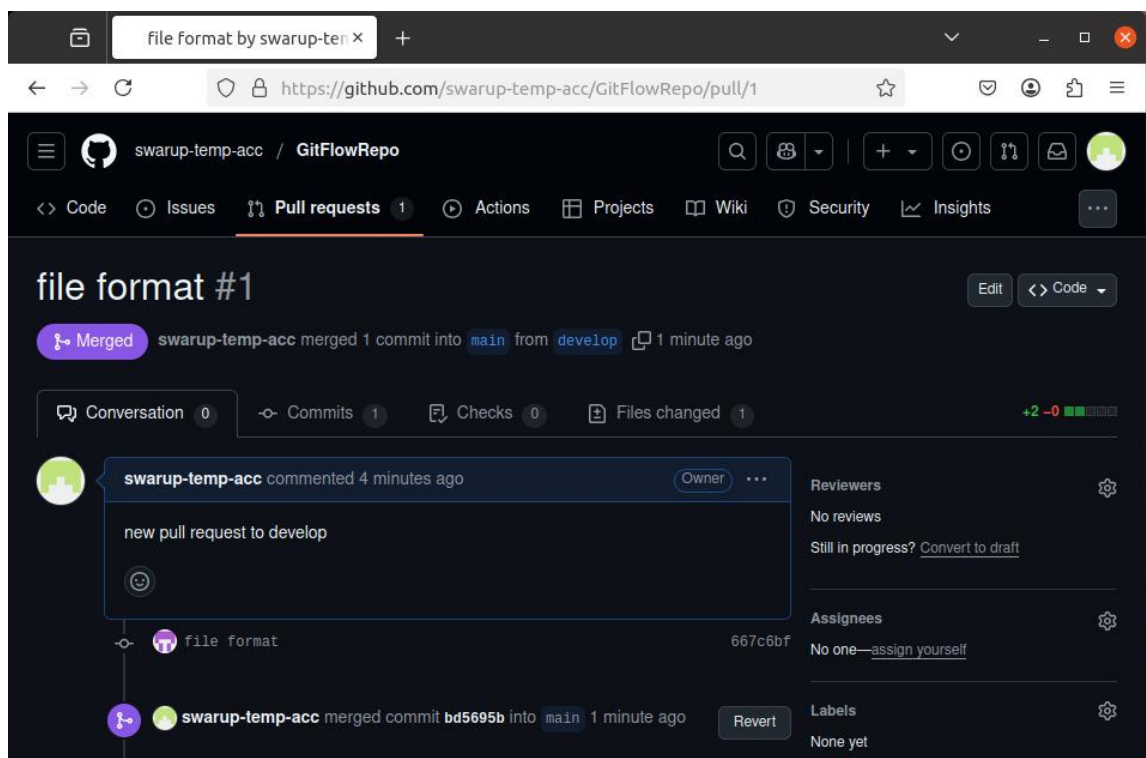 file format by swarup-ten
https://github.com/swarup-temp-acc/GitFlowRepo/pull/1
swarup-temp-acc / GitFlowRepo
<> Code Issues Pull requests 1 Actions Projects Wiki Security Insights
file format #1
Edit <> Code
Merged swarup-temp-acc merged 1 commit into main from develop 1 minute ago
Conversation 0 Commits 1 Checks 0 Files changed 1 +2 −0
swarup-temp-acc commented 4 minutes ago Owner ...
new pull request to develop
file format 667c6bf
swarup-temp-acc merged commit bd5695b into main 1 minute ago Revert
Reviewers
No reviews
Still in progress? Convert to draft
Assignees
No one—assign yourself
Labels
None yet